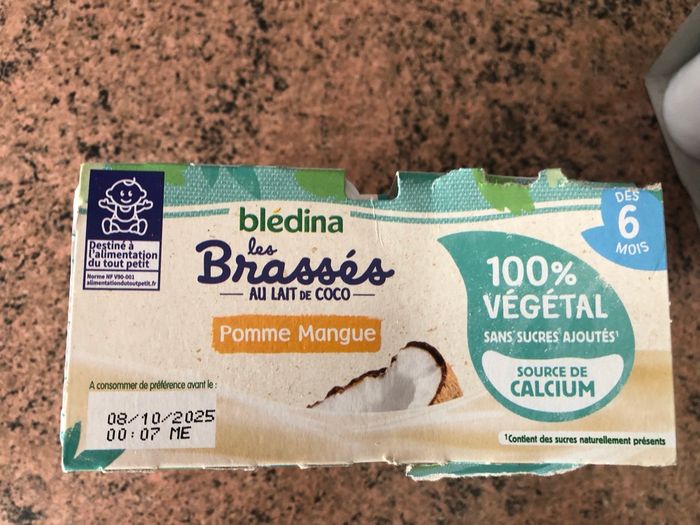 Destiné à
l'alimentation
du tout petit
Norme NF V90-001
alimentationdutoutpetit.fr
blédina
les
Brassés
AU LAIT DE COCO
Pomme Mangue
DÈS
6
MOIS
100%
VÉGÉTAL
SANS SUCRES AJOUTÉS¹
SOURCE DE
CALCIUM
A consommer de préférence avant le :
08/10/2025
00:07 ME
¹Contient des sucres naturellement présents